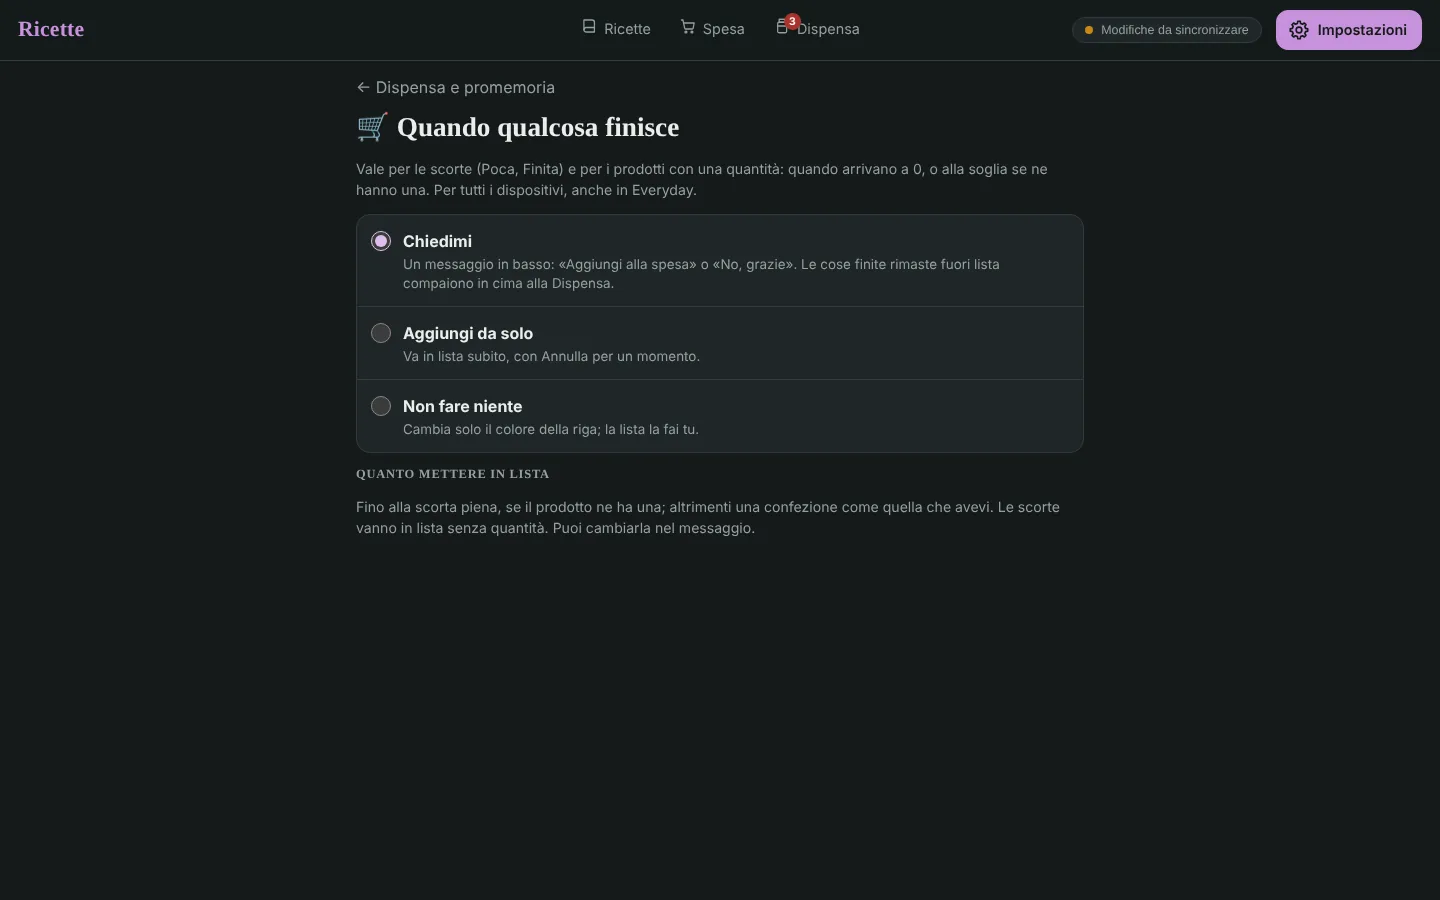 Ricette
Ricette
Spesa
3
Dispensa
Modifiche da sincronizzare
Impostazioni
← Dispensa e promemoria
Quando qualcosa finisce
Vale per le scorte (Poca, Finita) e per i prodotti con una quantità: quando arrivano a 0, o alla soglia se ne
hanno una. Per tutti i dispositivi, anche in Everyday.
Chiedimi
Un messaggio in basso: «Aggiungi alla spesa» o «No, grazie». Le cose finite rimaste fuori lista
compaiono in cima alla Dispensa.
Aggiungi da solo
Va in lista subito, con Annulla per un momento.
Non fare niente
Cambia solo il colore della riga; la lista la fai tu.
QUANTO METTERE IN LISTA
Fino alla scorta piena, se il prodotto ne ha una; altrimenti una confezione come quella che avevi. Le scorte
vanno in lista senza quantità. Puoi cambiarla nel messaggio.